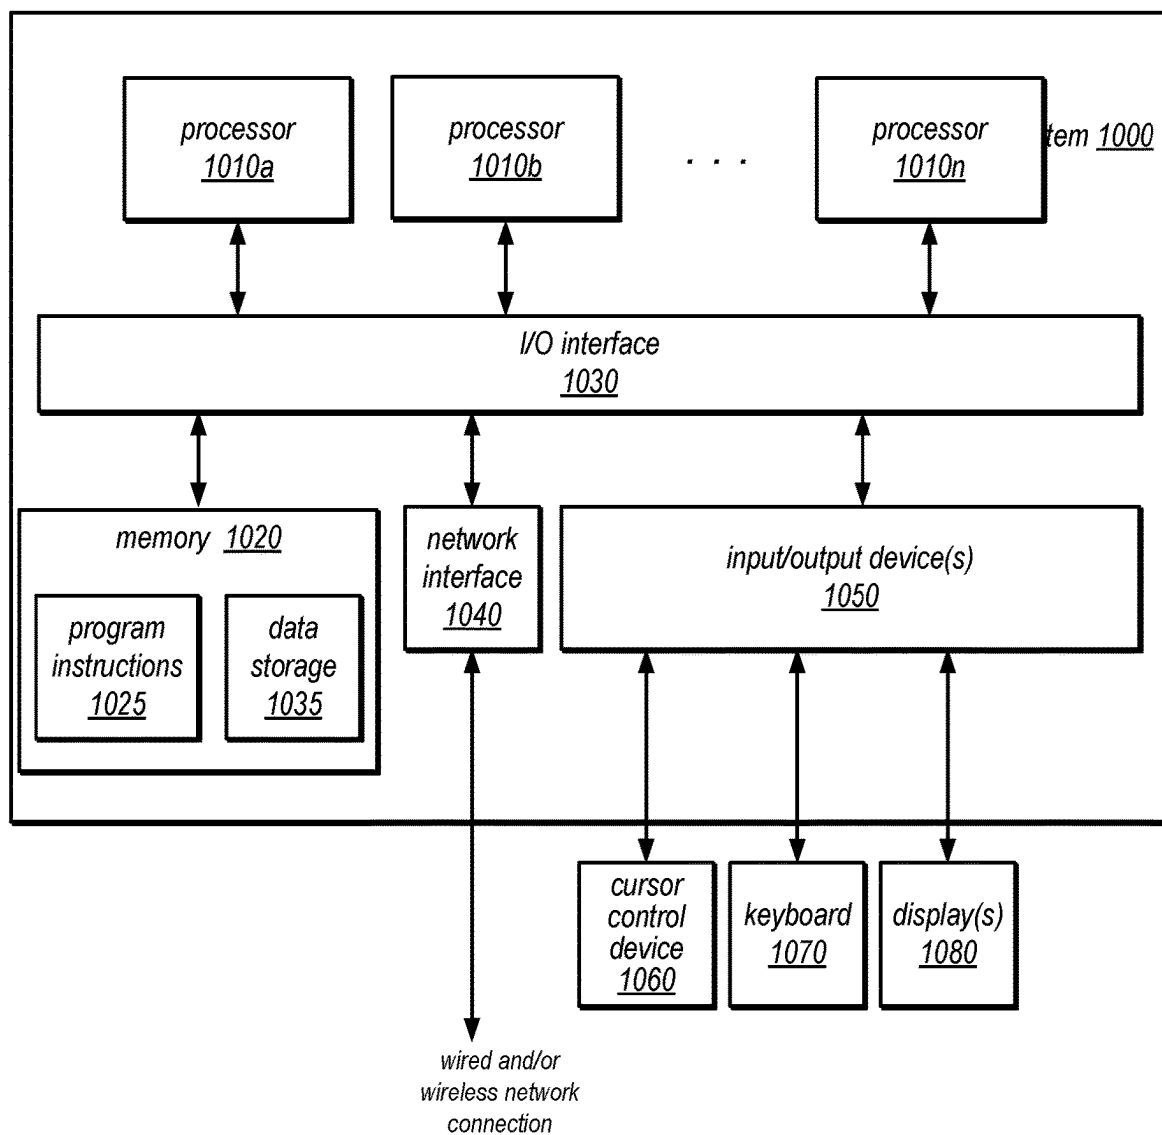 processor
1010a
processor
1010b
. . .
processor
1010n
tem 1000
I/O interface
1030
memory 1020
program
instructions
1025
data
storage
1035
network
interface
1040
input/output device(s)
1050
cursor
control
device
1060
keyboard
1070
display(s)
1080
wired and/or
wireless network
connection